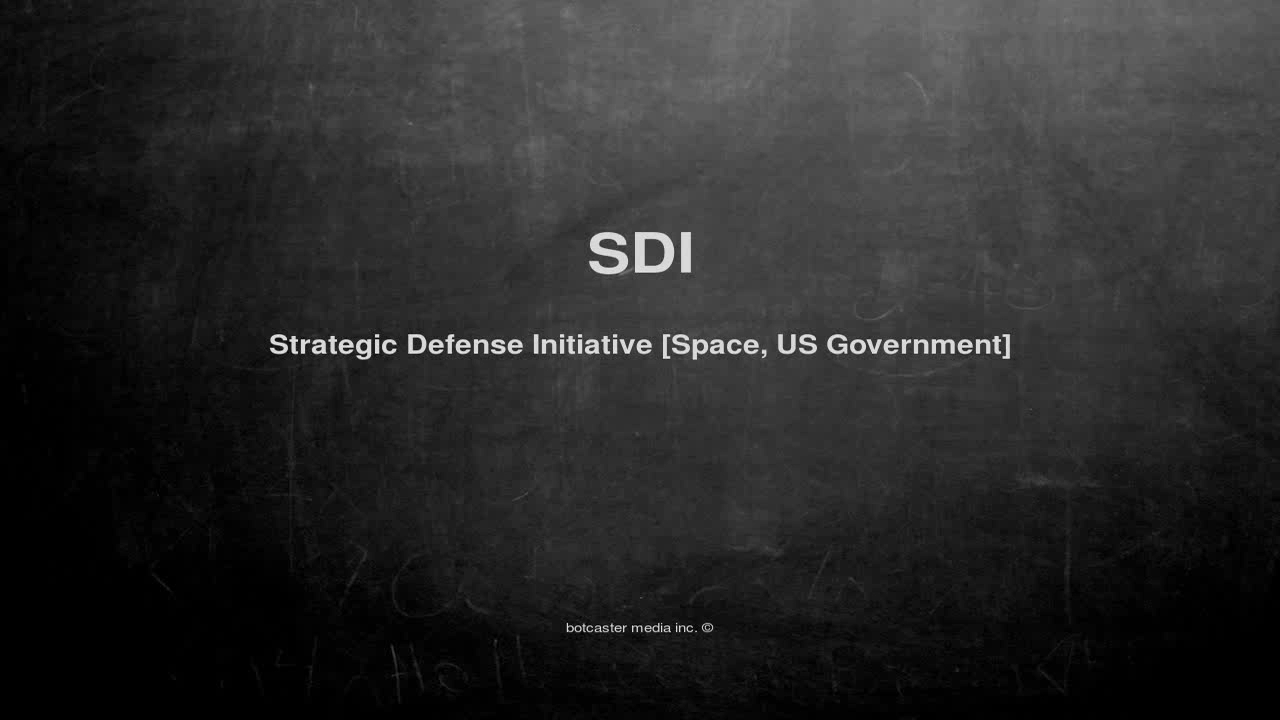 SDI
Strategic Defense Initiative [Space, US Government]
botcaster media inc. ©